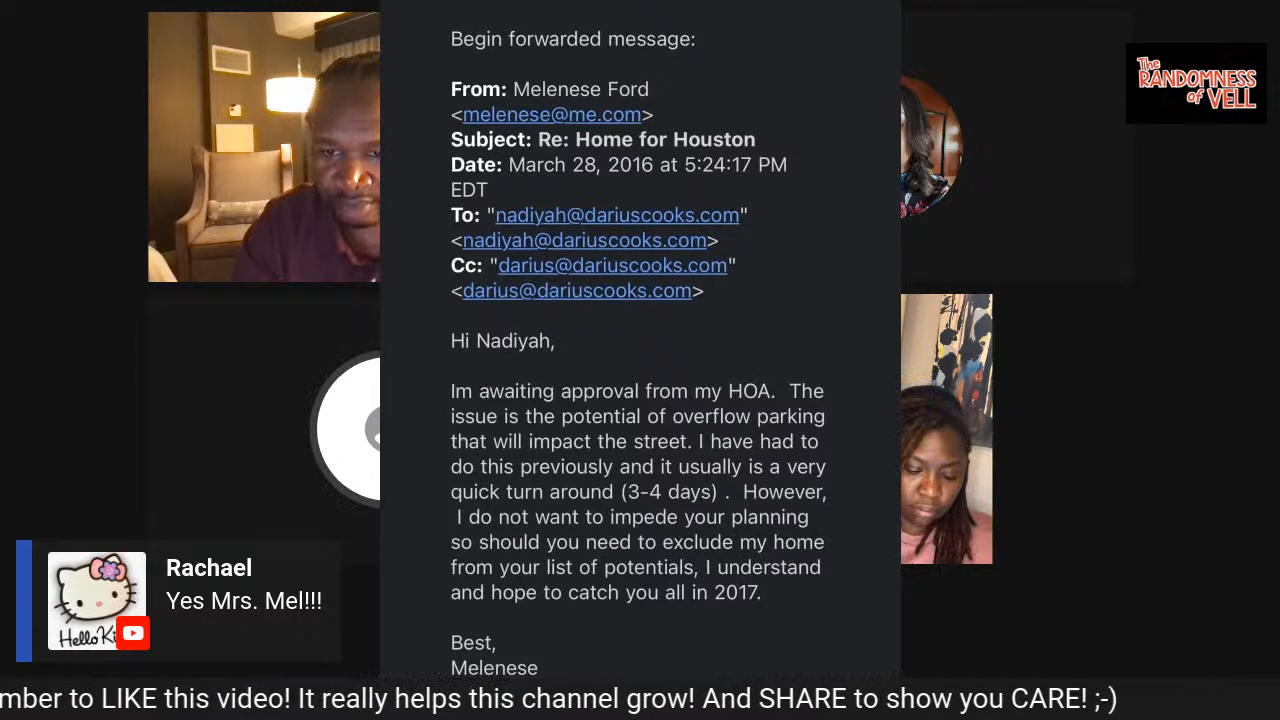 Begin forwarded message:
From: Melenese Ford
<melenese@me.com>
Subject: Re: Home for Houston
Date: March 28, 2016 at 5:24:17 PM
EDT
To: "nadiyah@dariuscooks.com"
<nadiyah@dariuscooks.com>
Cc: "darius@dariuscooks.com"
<darius@dariuscooks.com>
Hi Nadiyah,
Im awaiting approval from my HOA.  The
issue is the potential of overflow parking
that will impact the street. I have had to
do this previously and it usually is a very
quick turn around (3-4 days) .  However,
I do not want to impede your planning
so should you need to exclude my home
from your list of potentials, I understand
and hope to catch you all in 2017.
Best,
Melenese
The
RANDOMNESS
of VELL
Rachael
Yes Mrs. Mel!!!
HelloKi
mber to LIKE this video! It really helps this channel grow! And SHARE to show you CARE! ;-)